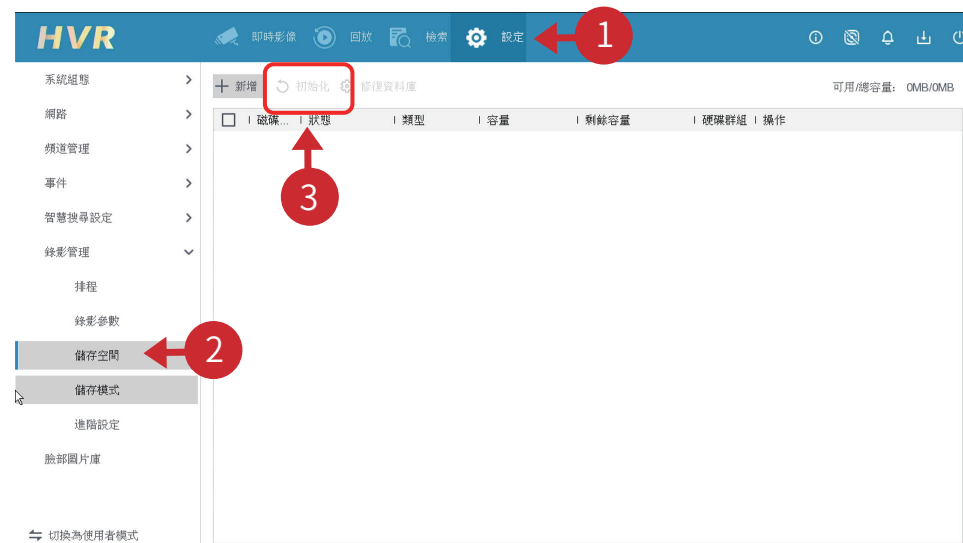 HVR
即時影像 回放 檢索 設定 1
系統組態
網路
頻道管理
事件
智慧搜尋設定
錄影管理
排程
錄影參數
儲存空間 2
儲存模式
進階設定
臉部圖片庫
切換為使用者模式
新增 初始化 修復資料庫 可用/總容量: 0MB/0MB
磁碟... 狀態 類型 容量 剩餘容量 硬碟群組 操作
3